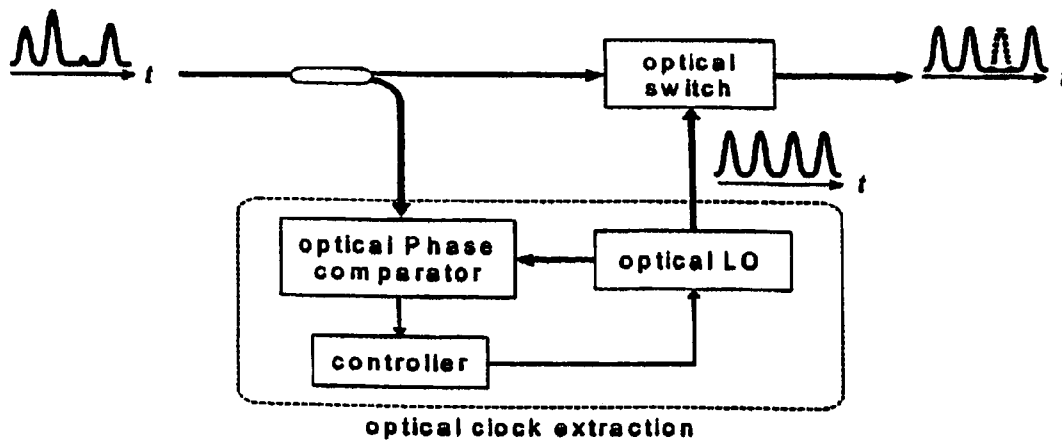 t
optical
switch
t
t
optical Phase
comparator
optical LO
controller
optical clock extraction